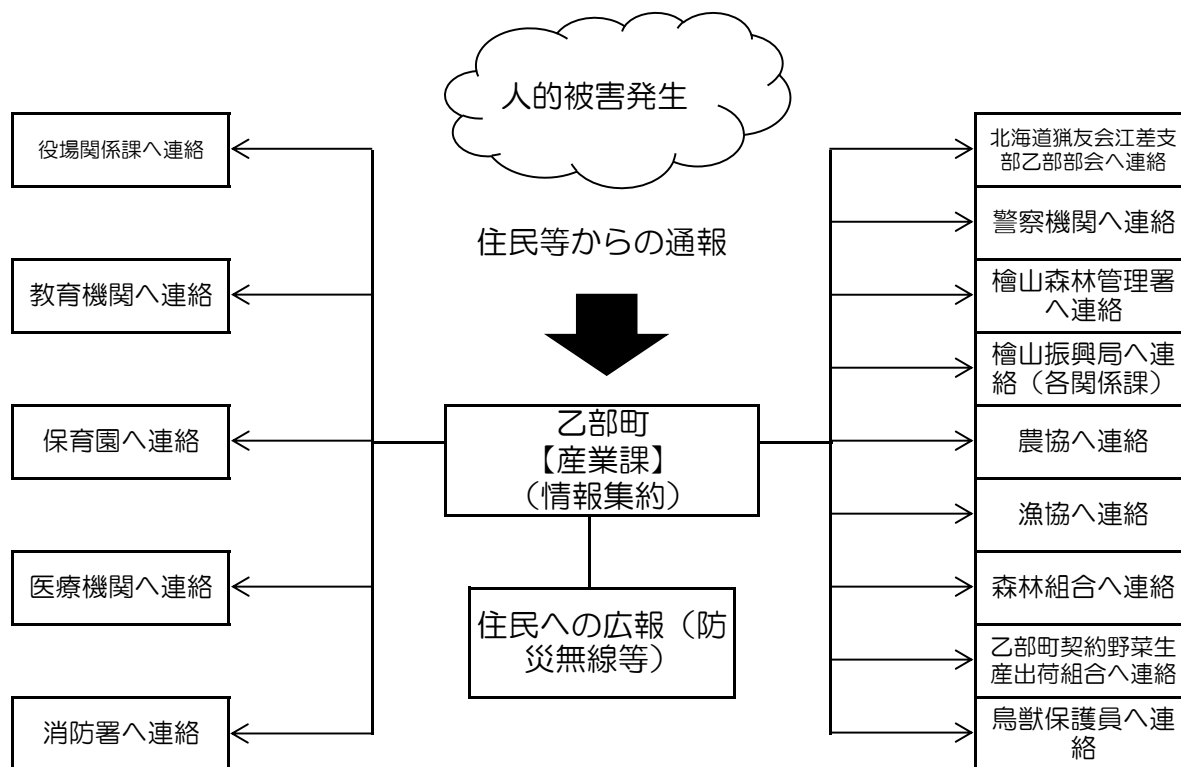 人的被害発生
住民等からの通報
乙部町
【産業課】
（情報集約）
住民への広報（防
災無線等）
役場関係課へ連絡
教育機関へ連絡
保育園へ連絡
医療機関へ連絡
消防署へ連絡
北海道猟友会江差支
部乙部部会へ連絡
警察機関へ連絡
檜山森林管理署
へ連絡
檜山振興局へ連
絡（各関係課）
農協へ連絡
漁協へ連絡
森林組合へ連絡
乙部町契約野菜生
産出荷組合へ連絡
鳥獣保護員へ連
絡